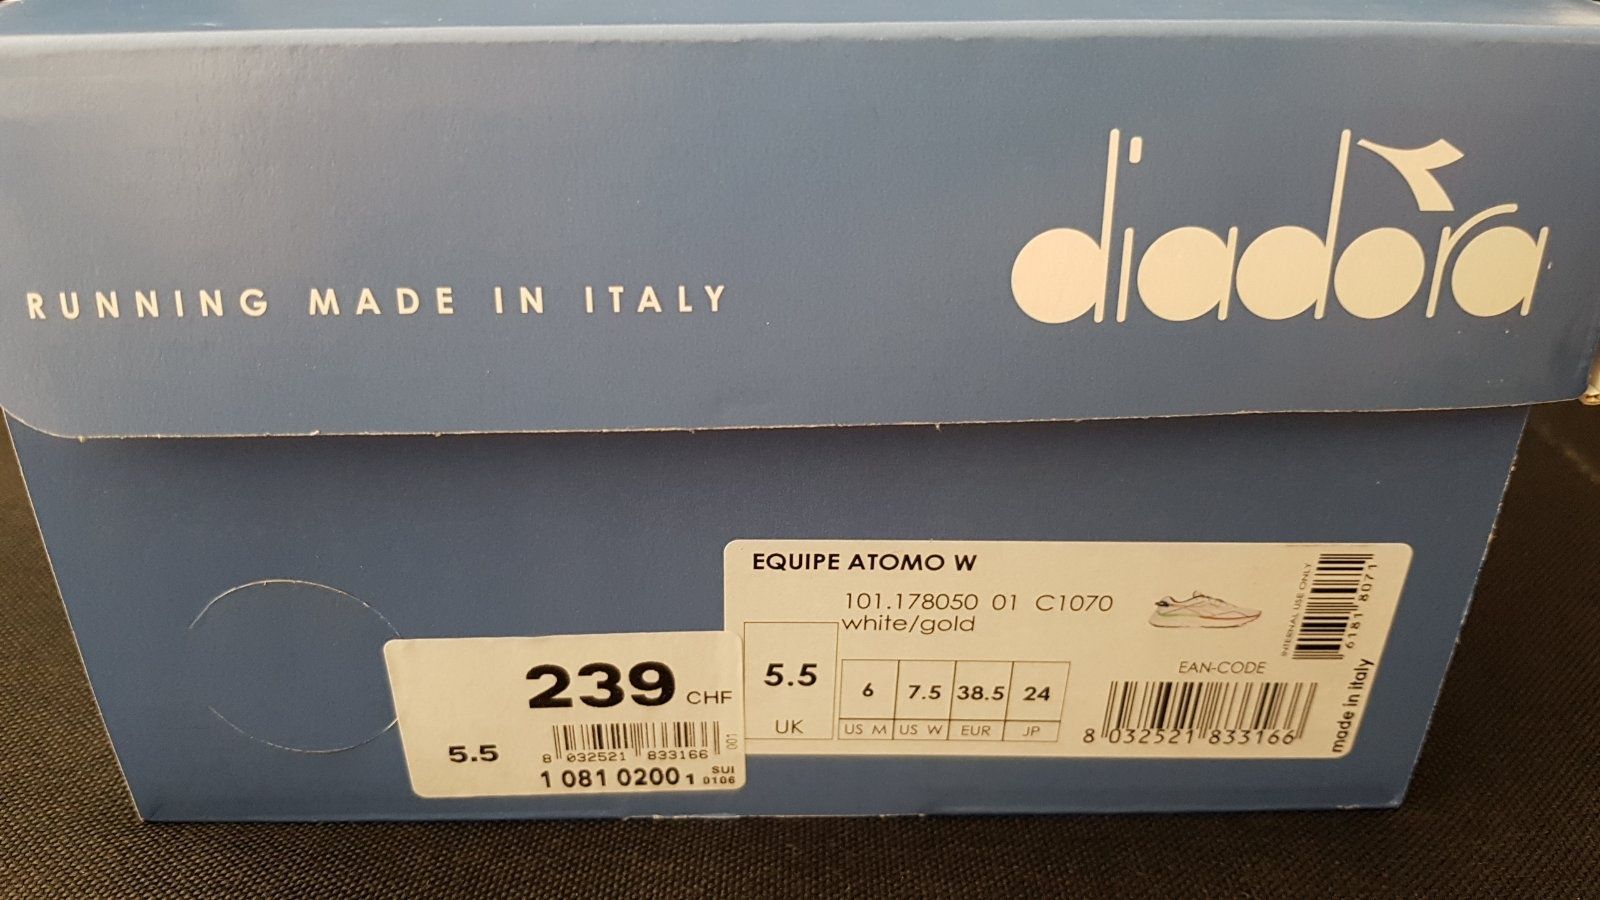 RUNNING MADE IN ITALY
diadora
EQUIPE ATOMO W
101.178050 01 C1070
white/gold
INTERNAL USE ONLY
6181 8071
5.5
UK
6 7.5 38.5 24
US M US W EUR JP
EAN-CODE
8 032521 833166
made in italy
239 CHF
5.5
8 032521 833166
001
1 081 0200 1 SUI 0106